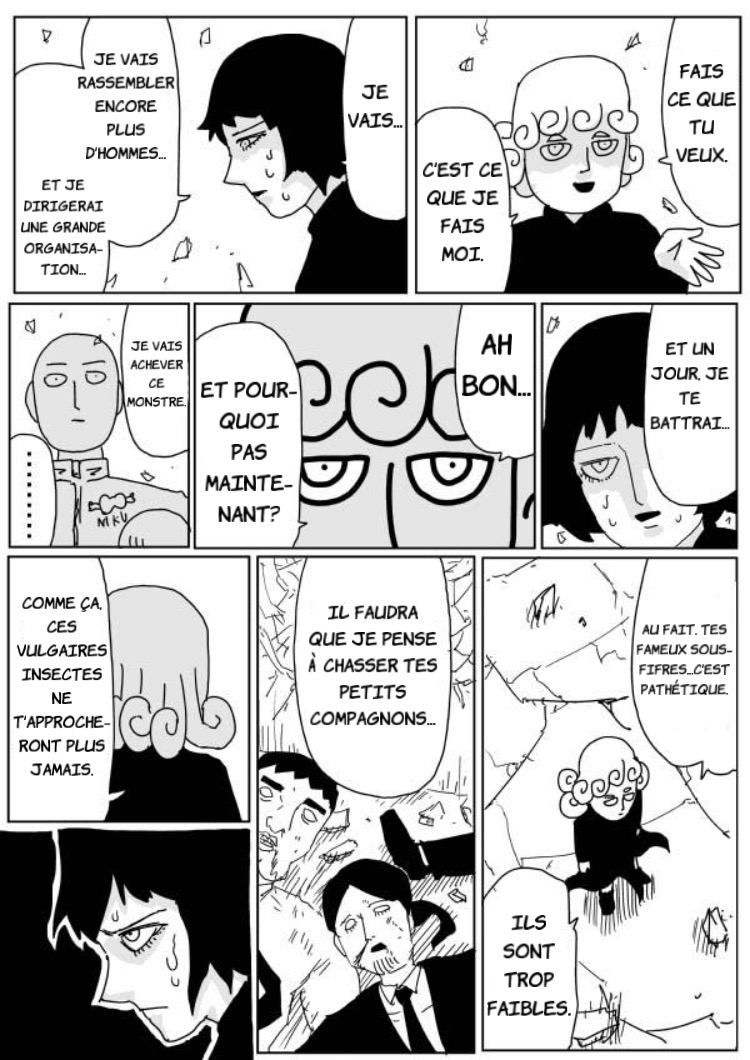 FAIS
CE QUE
TU
VEUX.
C'EST CE
QUE JE
FAIS
MOI.
JE
VAIS...
JE VAIS
RASSEMBLER
ENCORE
PLUS
D'HOMMES...
ET JE
DIRIGERAI
UNE GRANDE
ORGANISA-
TION...
ET UN
JOUR, JE
TE
BATTRAI...
AH
BON...
ET POUR-
QUOI
PAS
MAINTE-
NANT?
JE VAIS
ACHEVER
CE
MONSTRE.
.........
AU FAIT, TES
FAMEUX SOUS-
FIFRES...C'EST
PATHÉTIQUE.
ILS
SONT
TROP
FAIBLES.
IL FAUDRA
QUE JE PENSE
À CHASSER TES
PETITS
COMPAGNONS...
COMME ÇA,
CES
VULGAIRES
INSECTES
NE
T'APPROCHE-
RONT PLUS
JAMAIS.